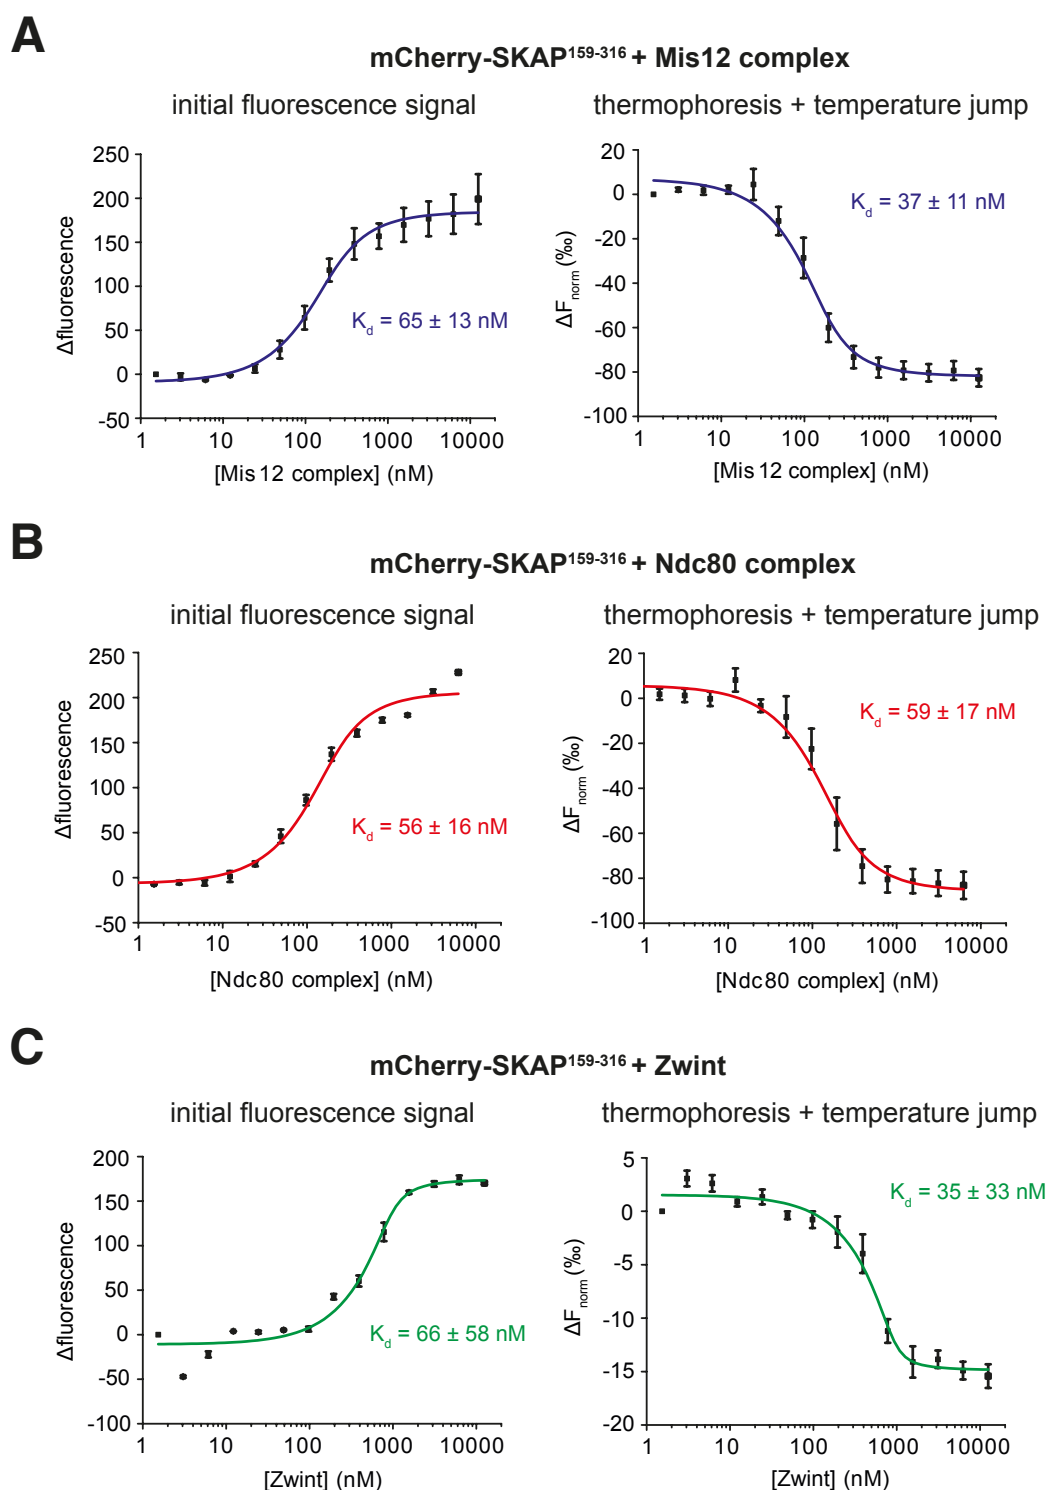 A
mCherry-SKAP159-316 + Mis12 complex
initial fluorescence signal
thermophoresis + temperature jump
Δfluorescence
250
200
150
100
50
0
-50
Kd = 65 ± 13 nM
1 10 100 1000 10000
[Mis12 complex] (nM)
ΔFnorm (‰)
20
0
-20
-40
-60
-80
-100
Kd = 37 ± 11 nM
1 10 100 1000 10000
[Mis12 complex] (nM)
B
mCherry-SKAP159-316 + Ndc80 complex
initial fluorescence signal
thermophoresis + temperature jump
Δfluorescence
250
200
150
100
50
0
-50
Kd = 56 ± 16 nM
1 10 100 1000 10000
[Ndc80 complex] (nM)
ΔFnorm (‰)
20
0
-20
-40
-60
-80
-100
Kd = 59 ± 17 nM
1 10 100 1000 10000
[Ndc80 complex] (nM)
C
mCherry-SKAP159-316 + Zwint
initial fluorescence signal
thermophoresis + temperature jump
Δfluorescence
200
150
100
50
0
-50
-100
Kd = 66 ± 58 nM
1 10 100 1000 10000
[Zwint] (nM)
ΔFnorm (‰)
5
0
-5
-10
-15
-20
Kd = 35 ± 33 nM
1 10 100 1000 10000
[Zwint] (nM)